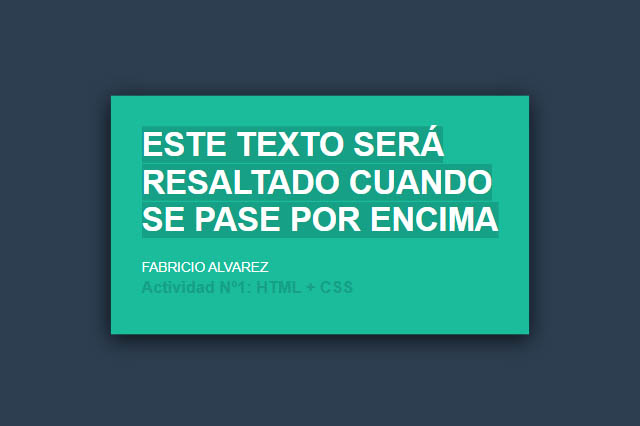 ESTE TEXTO SERÁ
RESALTADO CUANDO
SE PASE POR ENCIMA
FABRICIO ALVAREZ
Actividad Nº1: HTML + CSS